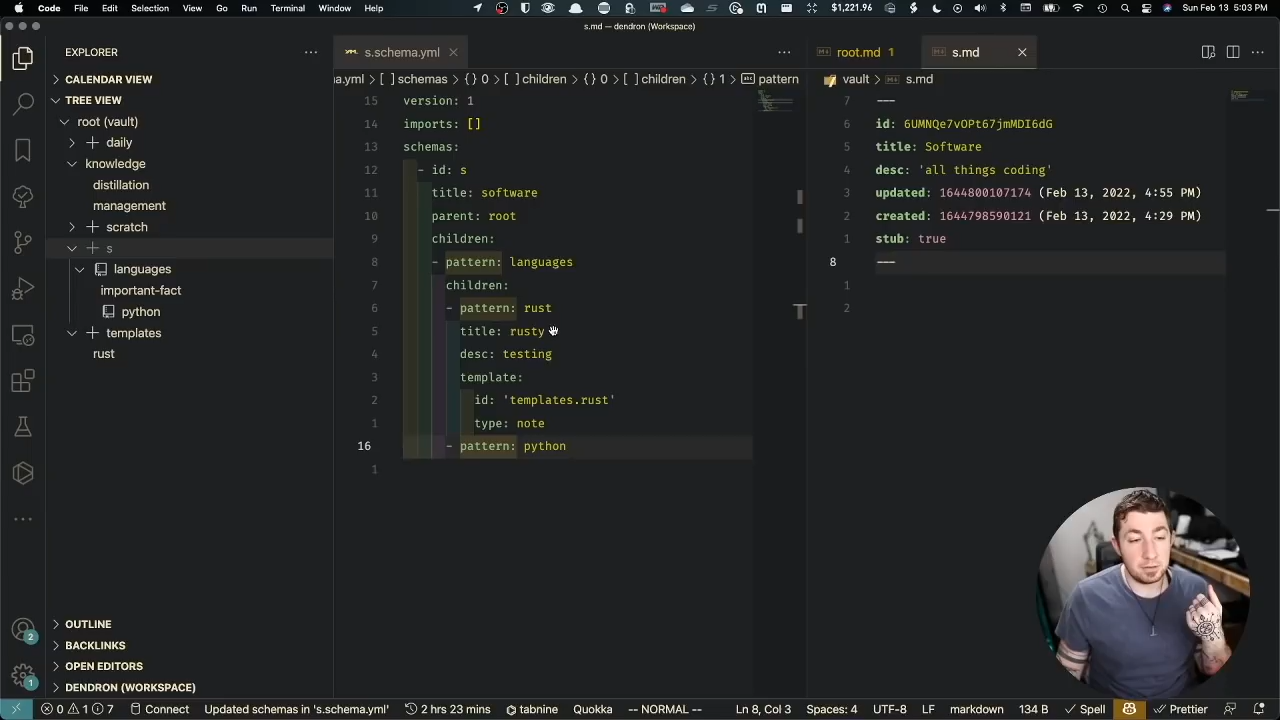 Code File Edit Selection View Go Run Terminal Window Help $1,221.96 Sun Feb 13 5:03 PM
s.md — dendron (Workspace)
EXPLORER
CALENDAR VIEW
TREE VIEW
root (vault)
daily
knowledge
distillation
management
scratch
s
languages
important-fact
python
templates
rust
OUTLINE
BACKLINKS
OPEN EDITORS
DENDRON (WORKSPACE)
2
1
s.schema.yml
a.yml > [ ] schemas > {} 0 > [ ] children > {} 0 > [ ] children > {} 1 > abc pattern
15 version: 1
14 imports: []
13 schemas:
12 - id: s
11 title: software
10 parent: root
9 children:
8 - pattern: languages
7 children:
6 - pattern: rust
5 title: rusty
4 desc: testing
3 template:
2 id: 'templates.rust'
1 type: note
16 - pattern: python
1
root.md 1 s.md
vault > s.md
7 ---
6 id: 6UMNQe7vOPt67jmMDI6dG
5 title: Software
4 desc: 'all things coding'
3 updated: 1644800107174 (Feb 13, 2022, 4:55 PM)
2 created: 1644798590121 (Feb 13, 2022, 4:29 PM)
1 stub: true
8 ---
1
2
0 1 7 Connect Updated schemas in 's.schema.yml' 2 hrs 23 mins tabnine Quokka -- NORMAL -- Ln 8, Col 3 Spaces: 4 UTF-8 LF markdown 134 B Spell Prettier